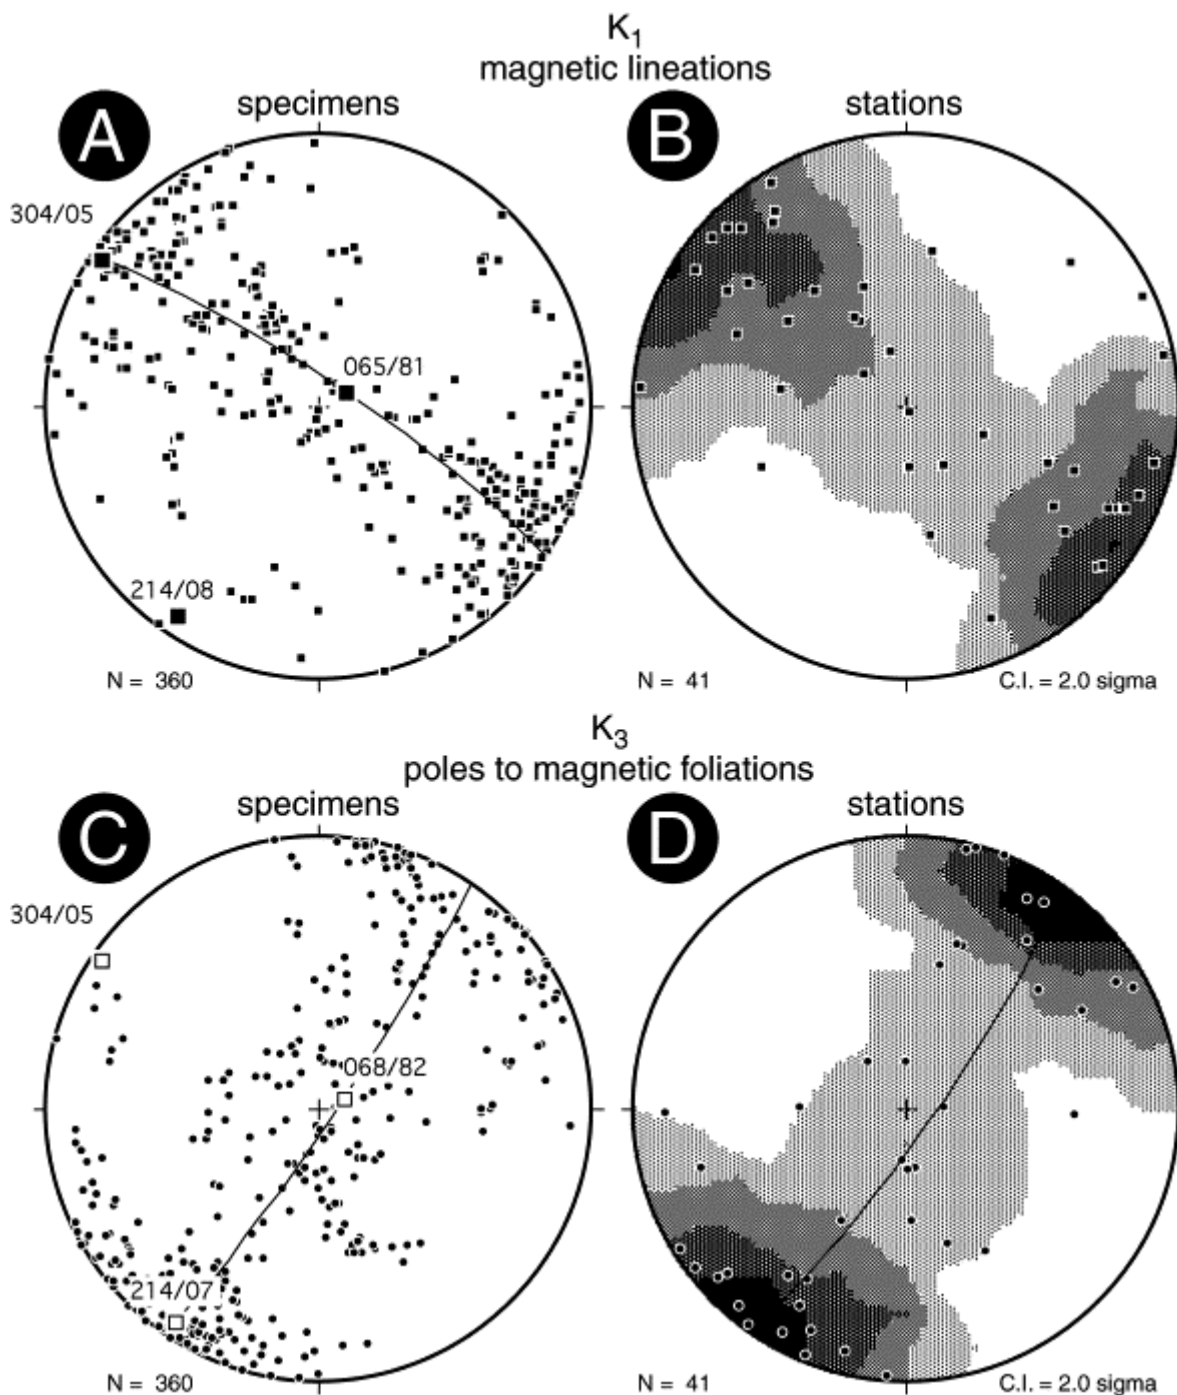 K1
magnetic lineations
specimens
stations
A
B
304/05
065/81
214/08
N = 360
N = 41
C.I. = 2.0 sigma
K3
poles to magnetic foliations
specimens
stations
C
D
304/05
068/82
214/07
N = 360
N = 41
C.I. = 2.0 sigma